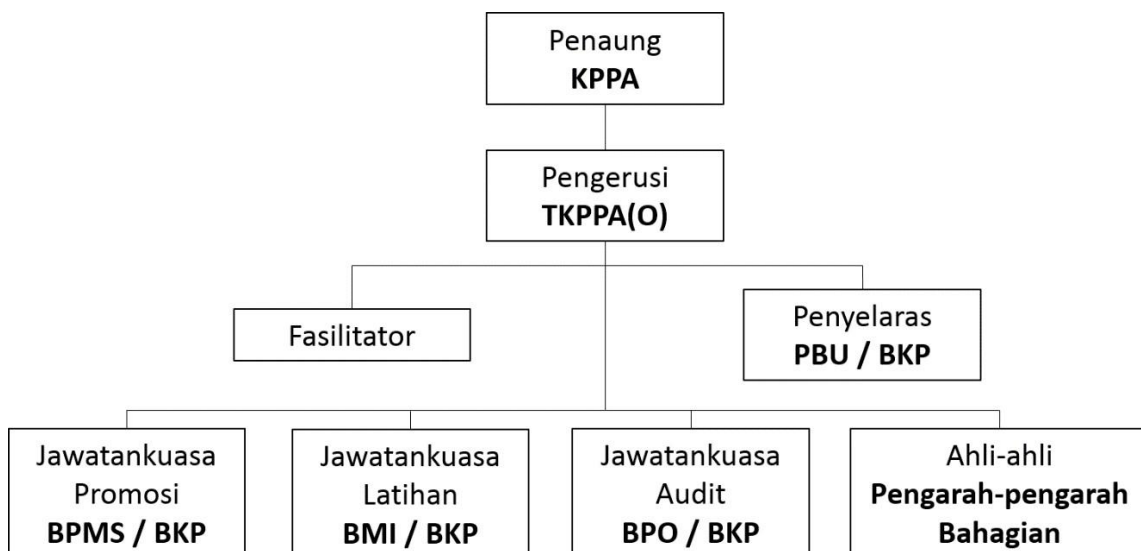 Penaung
KPPA
Pengerusi
TKPPA(O)
Fasilitator
Penyelaras
PBU / BKP
Jawatankuasa
Promosi
BPMS / BKP
Jawatankuasa
Latihan
BMI / BKP
Jawatankuasa
Audit
BPO / BKP
Ahli-ahli
Pengarah-pengarah
Bahagian